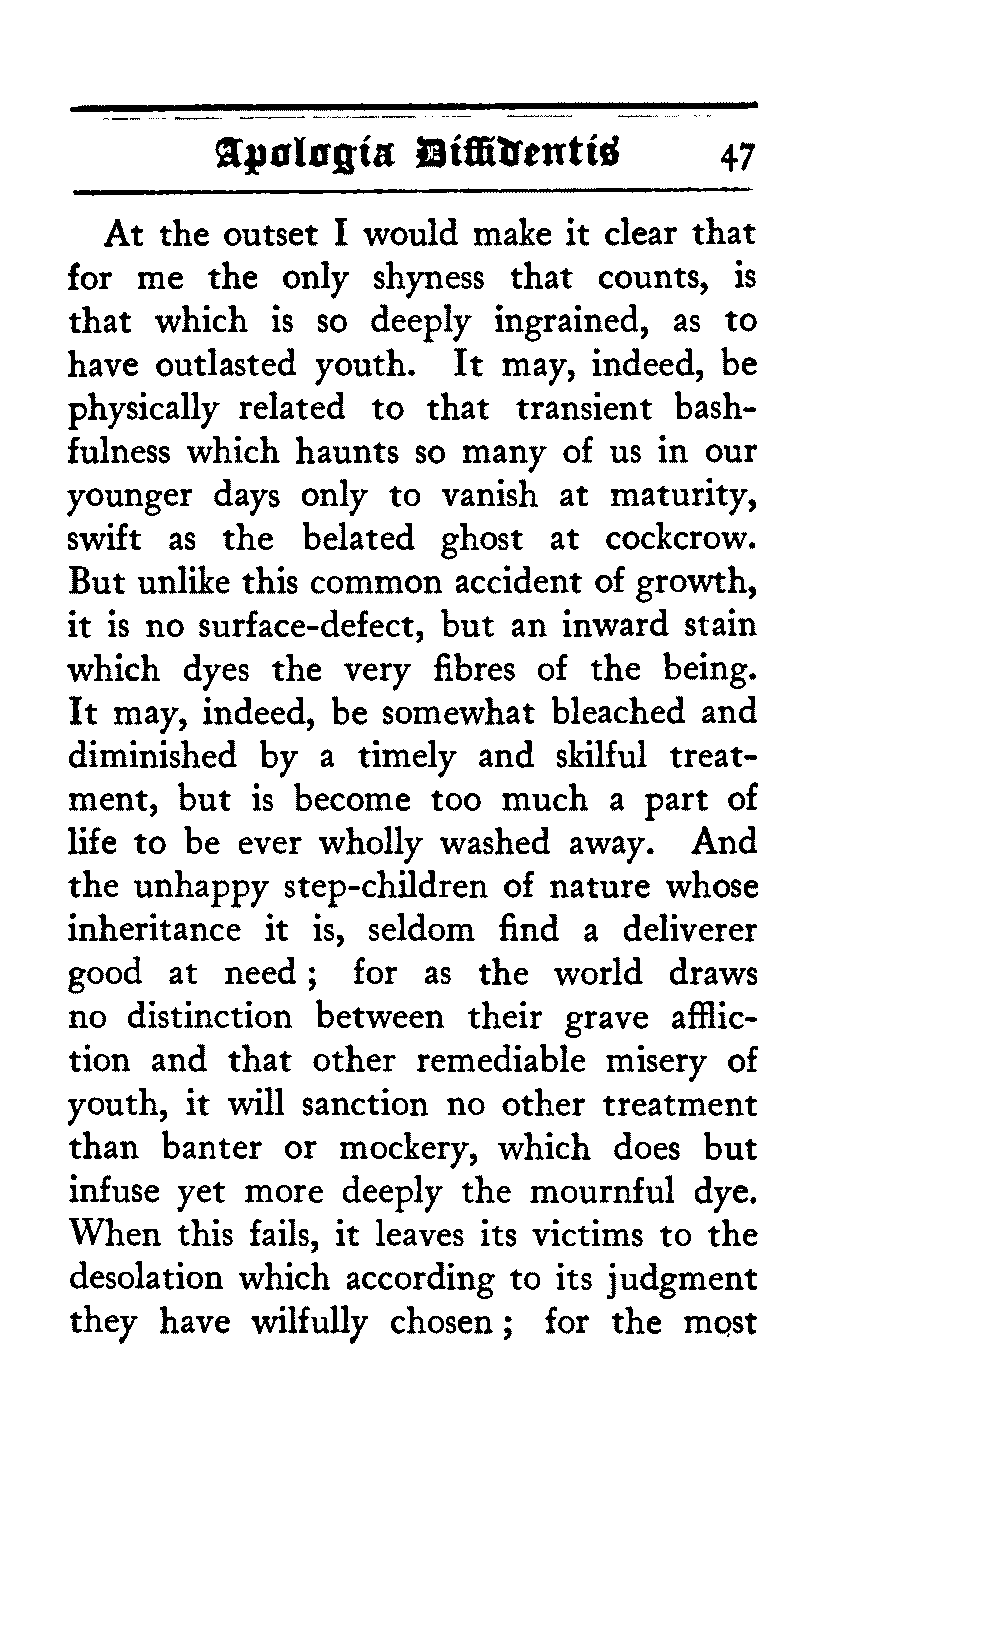 Apologia Diffidentis 47
At the outset I would make it clear that
for me the only shyness that counts, is
that which is so deeply ingrained, as to
have outlasted youth. It may, indeed, be
physically related to that transient bash-
fulness which haunts so many of us in our
younger days only to vanish at maturity,
swift as the belated ghost at cockcrow.
But unlike this common accident of growth,
it is no surface-defect, but an inward stain
which dyes the very fibres of the being.
It may, indeed, be somewhat bleached and
diminished by a timely and skilful treat-
ment, but is become too much a part of
life to be ever wholly washed away. And
the unhappy step-children of nature whose
inheritance it is, seldom find a deliverer
good at need ; for as the world draws
no distinction between their grave afflic-
tion and that other remediable misery of
youth, it will sanction no other treatment
than banter or mockery, which does but
infuse yet more deeply the mournful dye.
When this fails, it leaves its victims to the
desolation which according to its judgment
they have wilfully chosen ; for the most